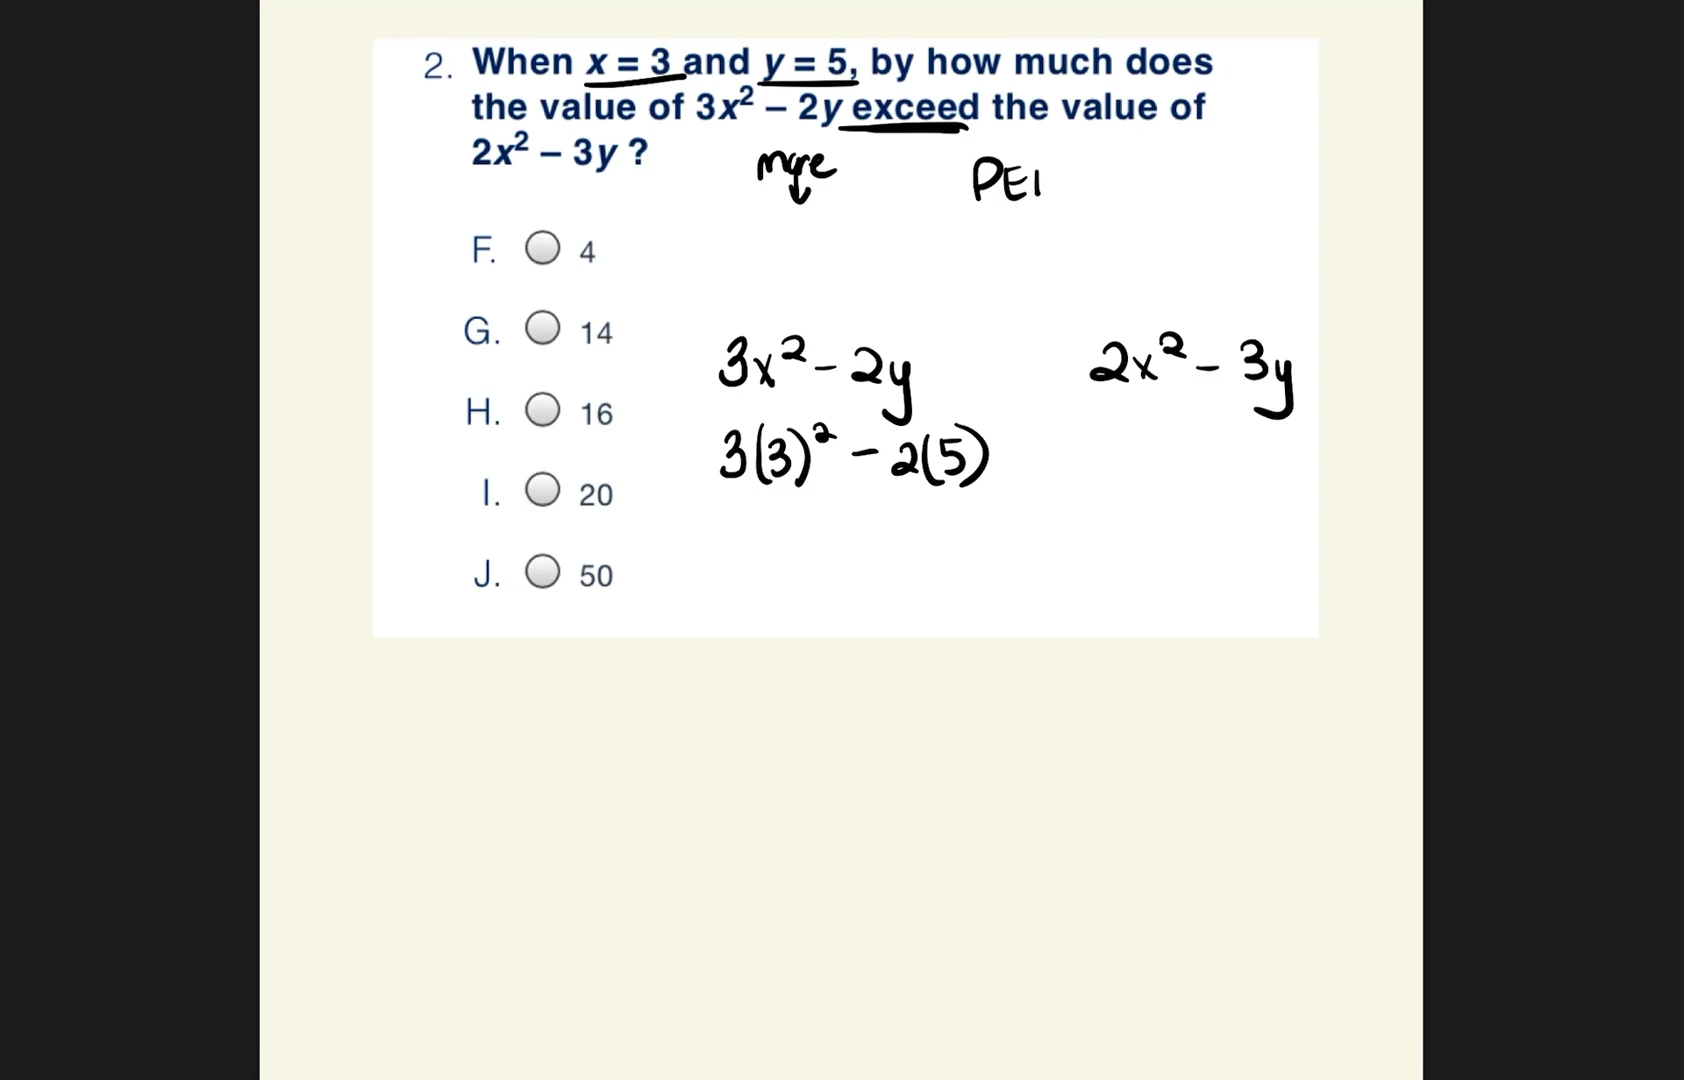 2. When x = 3 and y = 5, by how much does
the value of 3x² – 2y exceed the value of
2x² – 3y ?
more
PEI
F. 4
G. 14
H. 16
I. 20
J. 50
3x² - 2y
2x² - 3y
3(3)² - 2(5)